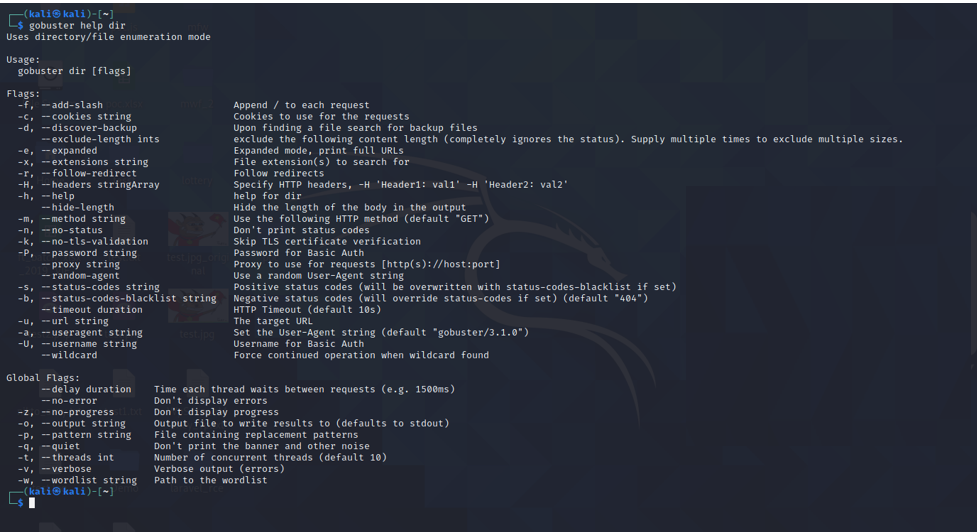 ┌──(kali㉿kali)-[~]
└─$ gobuster help dir
Uses directory/file enumeration mode

Usage:
  gobuster dir [flags]

Flags:
  -f, --add-slash                       Append / to each request
  -c, --cookies string                  Cookies to use for the requests
  -d, --discover-backup                 Upon finding a file search for backup files
      --exclude-length ints             exclude the following content length (completely ignores the status). Supply multiple times to exclude multiple sizes.
  -e, --expanded                        Expanded mode, print full URLs
  -x, --extensions string               File extension(s) to search for
  -r, --follow-redirect                 Follow redirects
  -H, --headers stringArray             Specify HTTP headers, -H 'Header1: val1' -H 'Header2: val2'
  -h, --help                            help for dir
      --hide-length                     Hide the length of the body in the output
  -m, --method string                   Use the following HTTP method (default "GET")
  -n, --no-status                       Don't print status codes
  -k, --no-tls-validation               Skip TLS certificate verification
  -P, --password string                 Password for Basic Auth
      --proxy string                    Proxy to use for requests [http(s)://host:port]
      --random-agent                    Use a random User-Agent string
  -s, --status-codes string             Positive status codes (will be overwritten with status-codes-blacklist if set)
  -b, --status-codes-blacklist string   Negative status codes (will override status-codes if set) (default "404")
      --timeout duration                HTTP Timeout (default 10s)
  -u, --url string                      The target URL
  -a, --useragent string                Set the User-Agent string (default "gobuster/3.1.0")
  -U, --username string                 Username for Basic Auth
      --wildcard                        Force continued operation when wildcard found

Global Flags:
      --delay duration    Time each thread waits between requests (e.g. 1500ms)
      --no-error          Don't display errors
  -z, --no-progress       Don't display progress
  -o, --output string     Output file to write results to (defaults to stdout)
  -p, --pattern string    File containing replacement patterns
  -q, --quiet             Don't print the banner and other noise
  -t, --threads int       Number of concurrent threads (default 10)
  -v, --verbose           Verbose output (errors)
  -w, --wordlist string   Path to the wordlist
┌──(kali㉿kali)-[~]
└─$